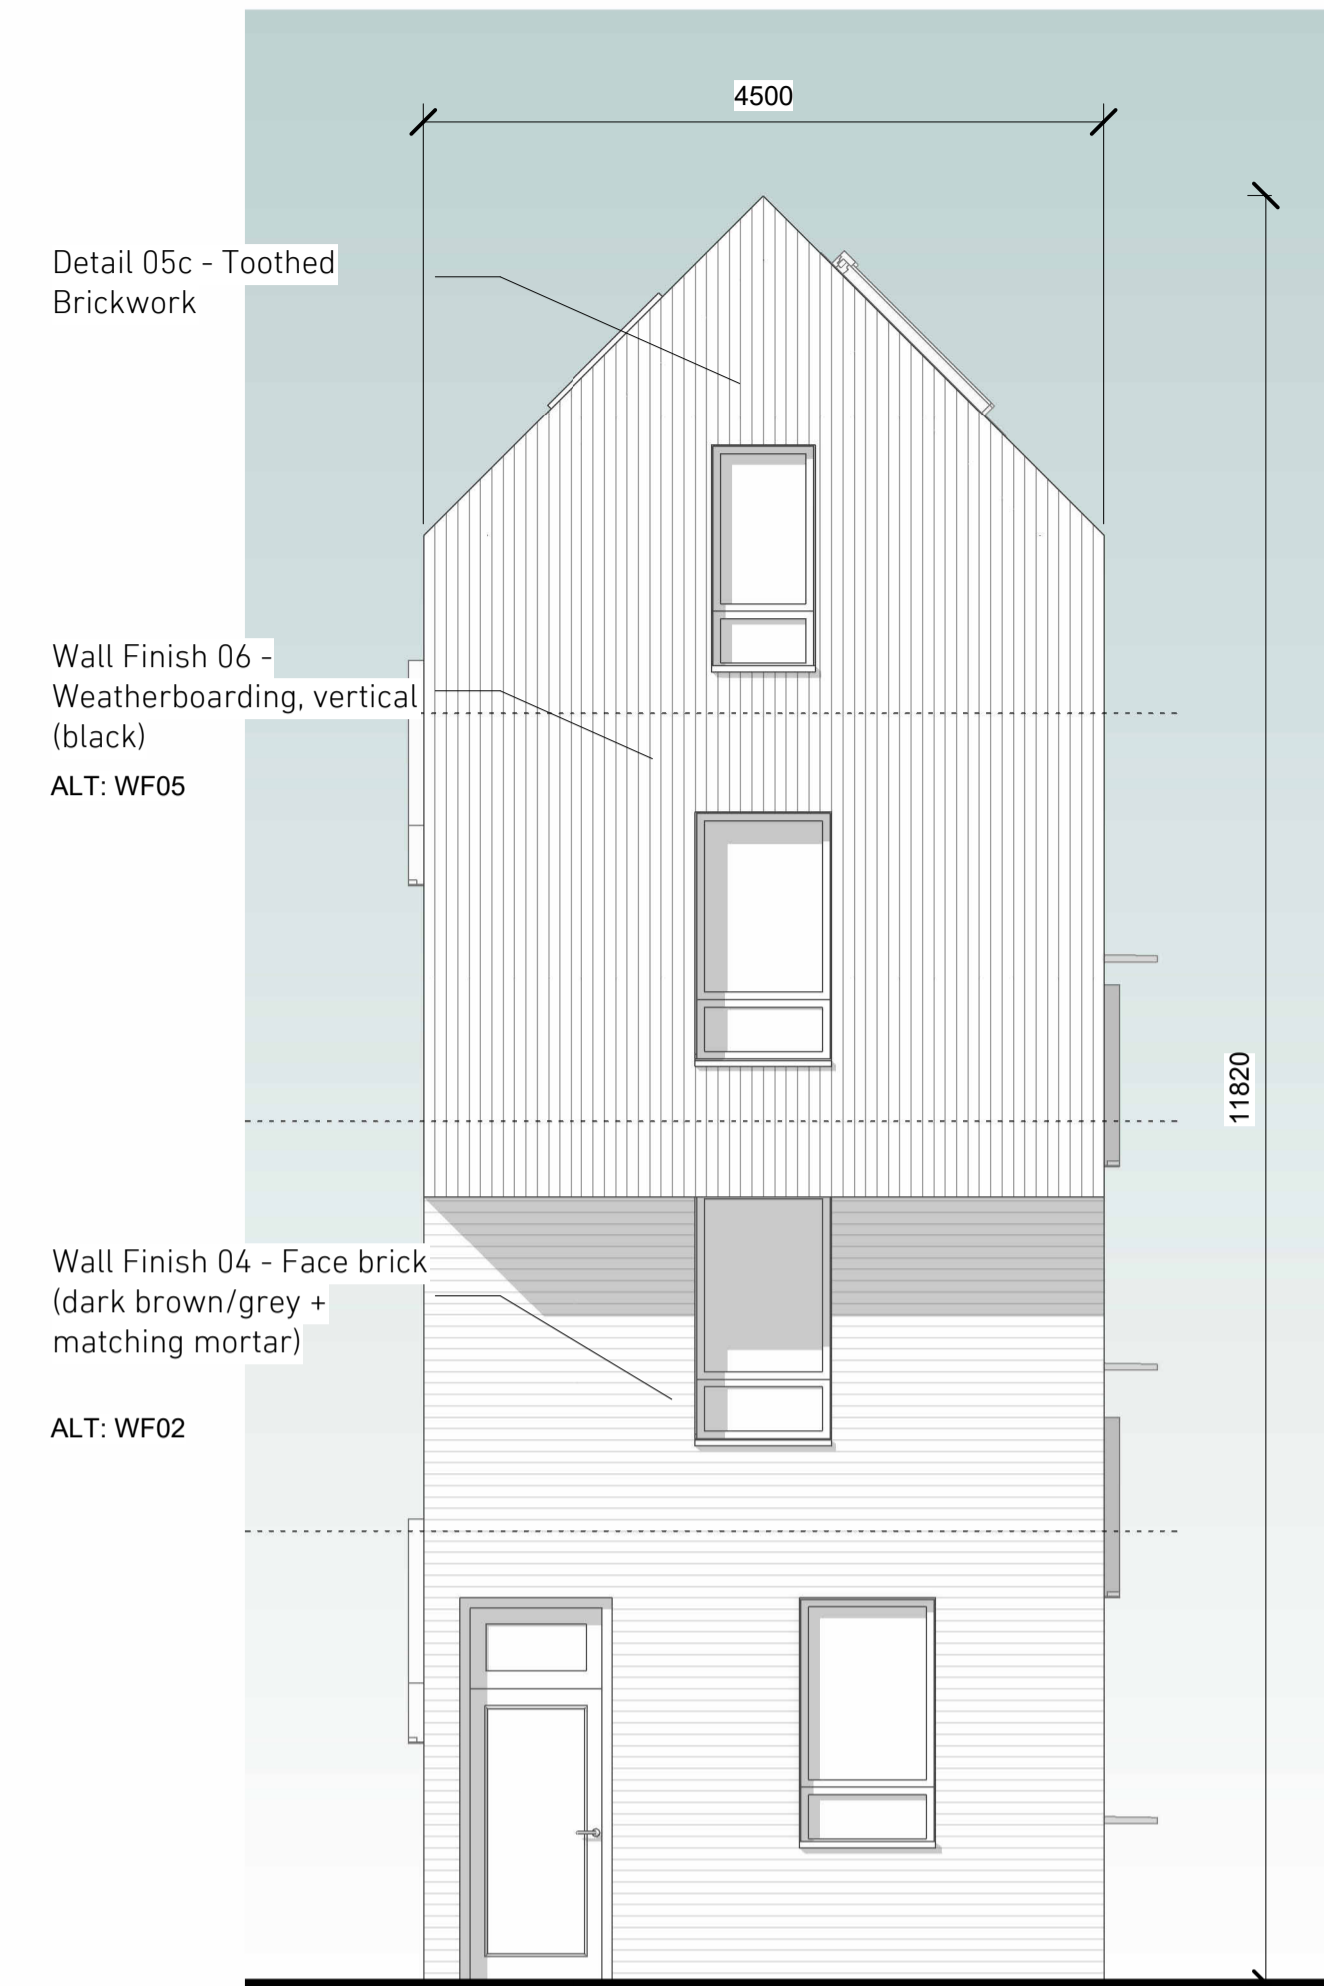 4500
Detail 05c - Toothed
Brickwork
Wall Finish 06 -
Weatherboarding, vertical
(black)
ALT: WF05
11820
Wall Finish 04 - Face brick
(dark brown/grey +
matching mortar)
ALT: WF02